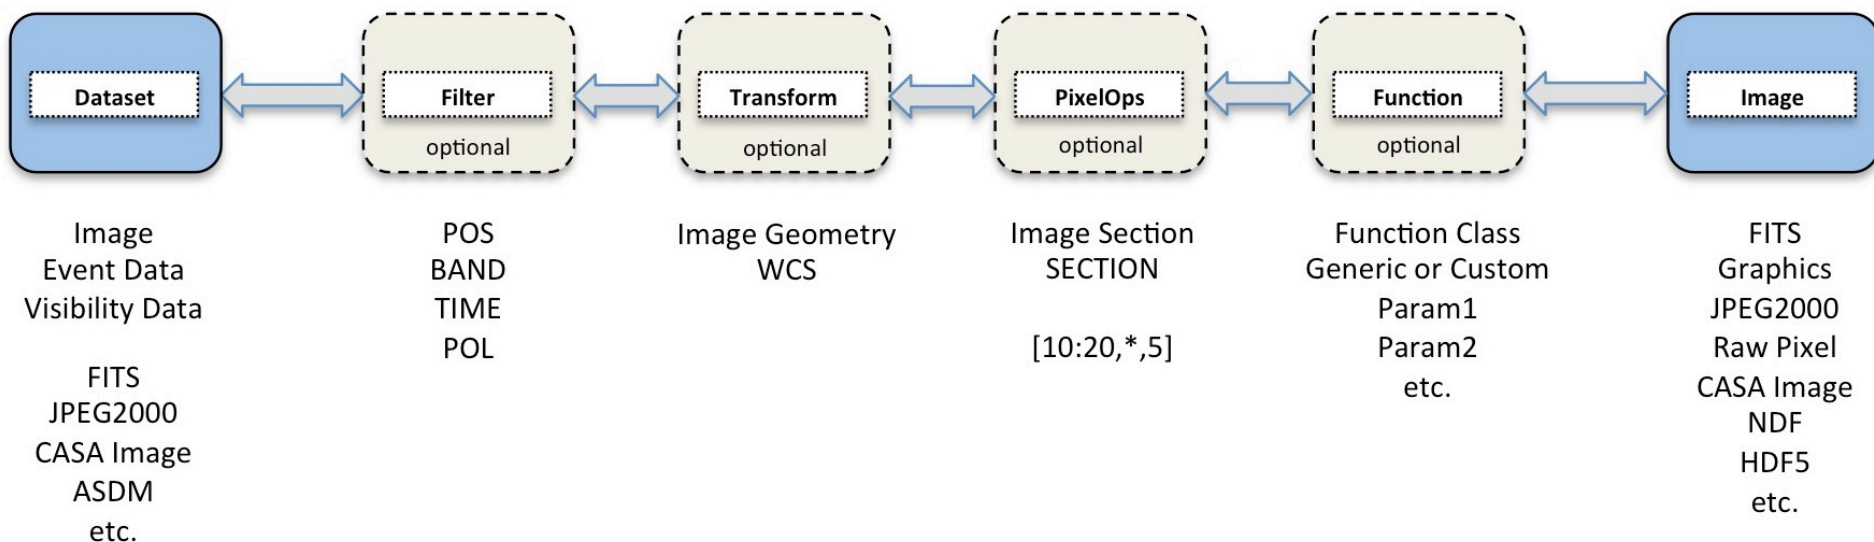 Dataset
Filter
optional
Transform
optional
PixelOps
optional
Function
optional
Image
Image
Event Data
Visibility Data
FITS
JPEG2000
CASA Image
ASDM
etc.
POS
BAND
TIME
POL
Image Geometry
WCS
Image Section
SECTION
[10:20,*,5]
Function Class
Generic or Custom
Param1
Param2
etc.
FITS
Graphics
JPEG2000
Raw Pixel
CASA Image
NDF
HDF5
etc.